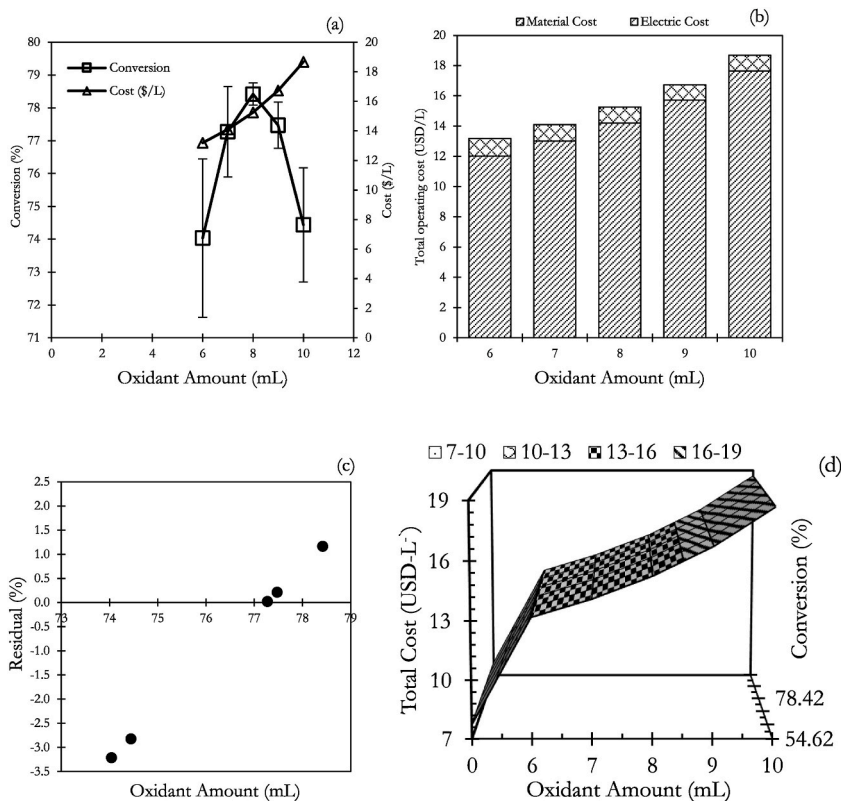 (a)
Conversion
Cost ($/L)
80
79
78
77
76
75
74
73
72
71
Conversion (%)
20
18
16
14
12
10
8
6
4
2
0
Cost ($/L)
0 2 4 6 8 10 12
Oxidant Amount (mL)
Material Cost Electric Cost (b)
20
18
16
14
12
10
8
6
4
2
0
Total operating cost (USD/L)
6 7 8 9 10
Oxidant Amount (mL)
(c)
2.5
2.0
1.5
1.0
0.5
0.0
-0.5
-1.0
-1.5
-2.0
-2.5
-3.0
-3.5
Residual (%)
73 74 75 76 77 78 79
Oxidant Amount (mL)
7-10 10-13 13-16 16-19
(d)
19
16
13
10
7
Total Cost (USD-L-)
Conversion (%)
78.42
54.62
0 6 7 8 9 10
Oxidant Amount (mL)